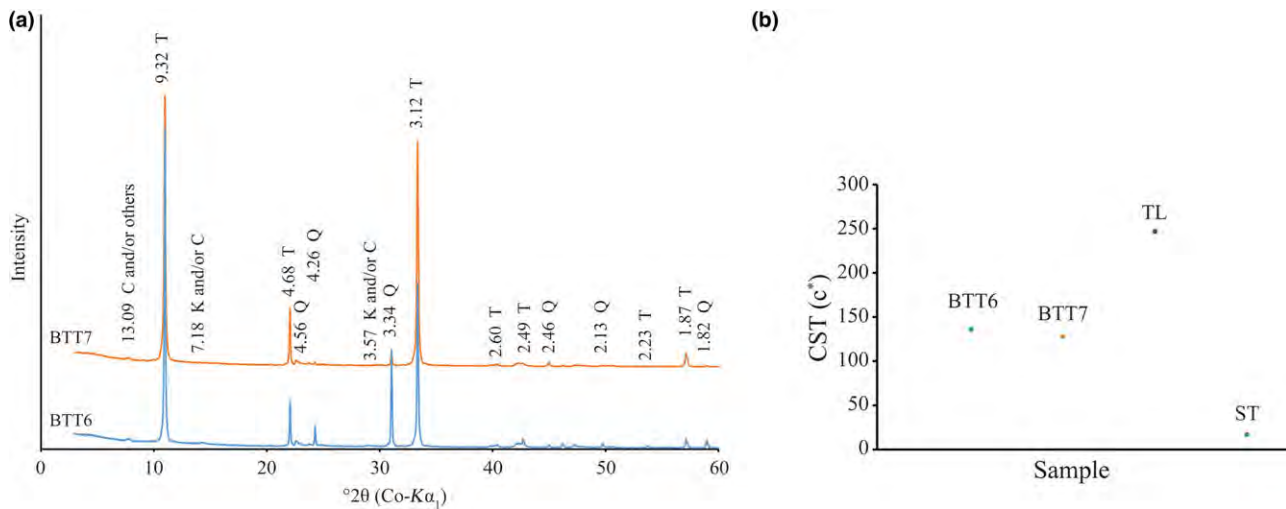 (a)
9.32 T
3.12 T
13.09 C and/or others
7.18 K and/or C
4.68 T
4.56 Q
4.26 Q
3.57 K and/or C
3.34 Q
2.60 T
2.49 T
2.46 Q
2.13 Q
2.23 T
1.87 T
1.82 Q
Intensity
BTT7
BTT6
0 10 20 30 40 50 60
°2θ (Co-Kα1)
(b)
300
250
200
150
100
50
0
CST (c*)
BTT6
BTT7
TL
ST
Sample